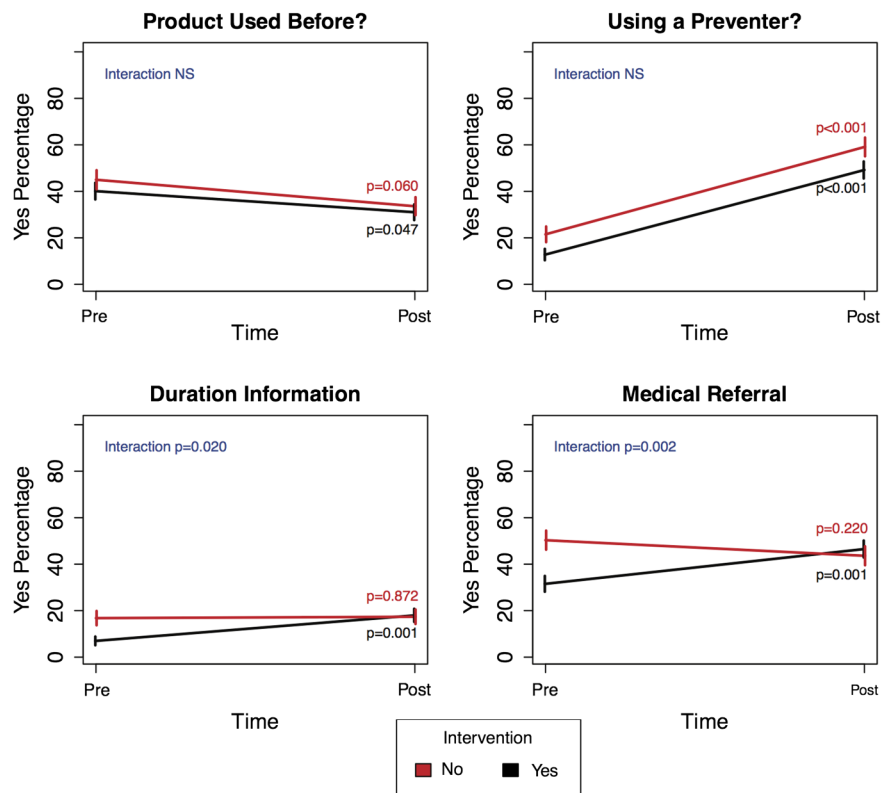 Product Used Before?
Interaction NS
Yes Percentage
0 20 40 60 80
p=0.060
p=0.047
Pre
Post
Time
Using a Preventer?
Interaction NS
Yes Percentage
0 20 40 60 80
p<0.001
p<0.001
Pre
Post
Time
Duration Information
Interaction p=0.020
Yes Percentage
0 20 40 60 80
p=0.872
p=0.001
Pre
Post
Time
Medical Referral
Interaction p=0.002
Yes Percentage
0 20 40 60 80
p=0.220
p=0.001
Pre
Post
Time
Intervention
No Yes